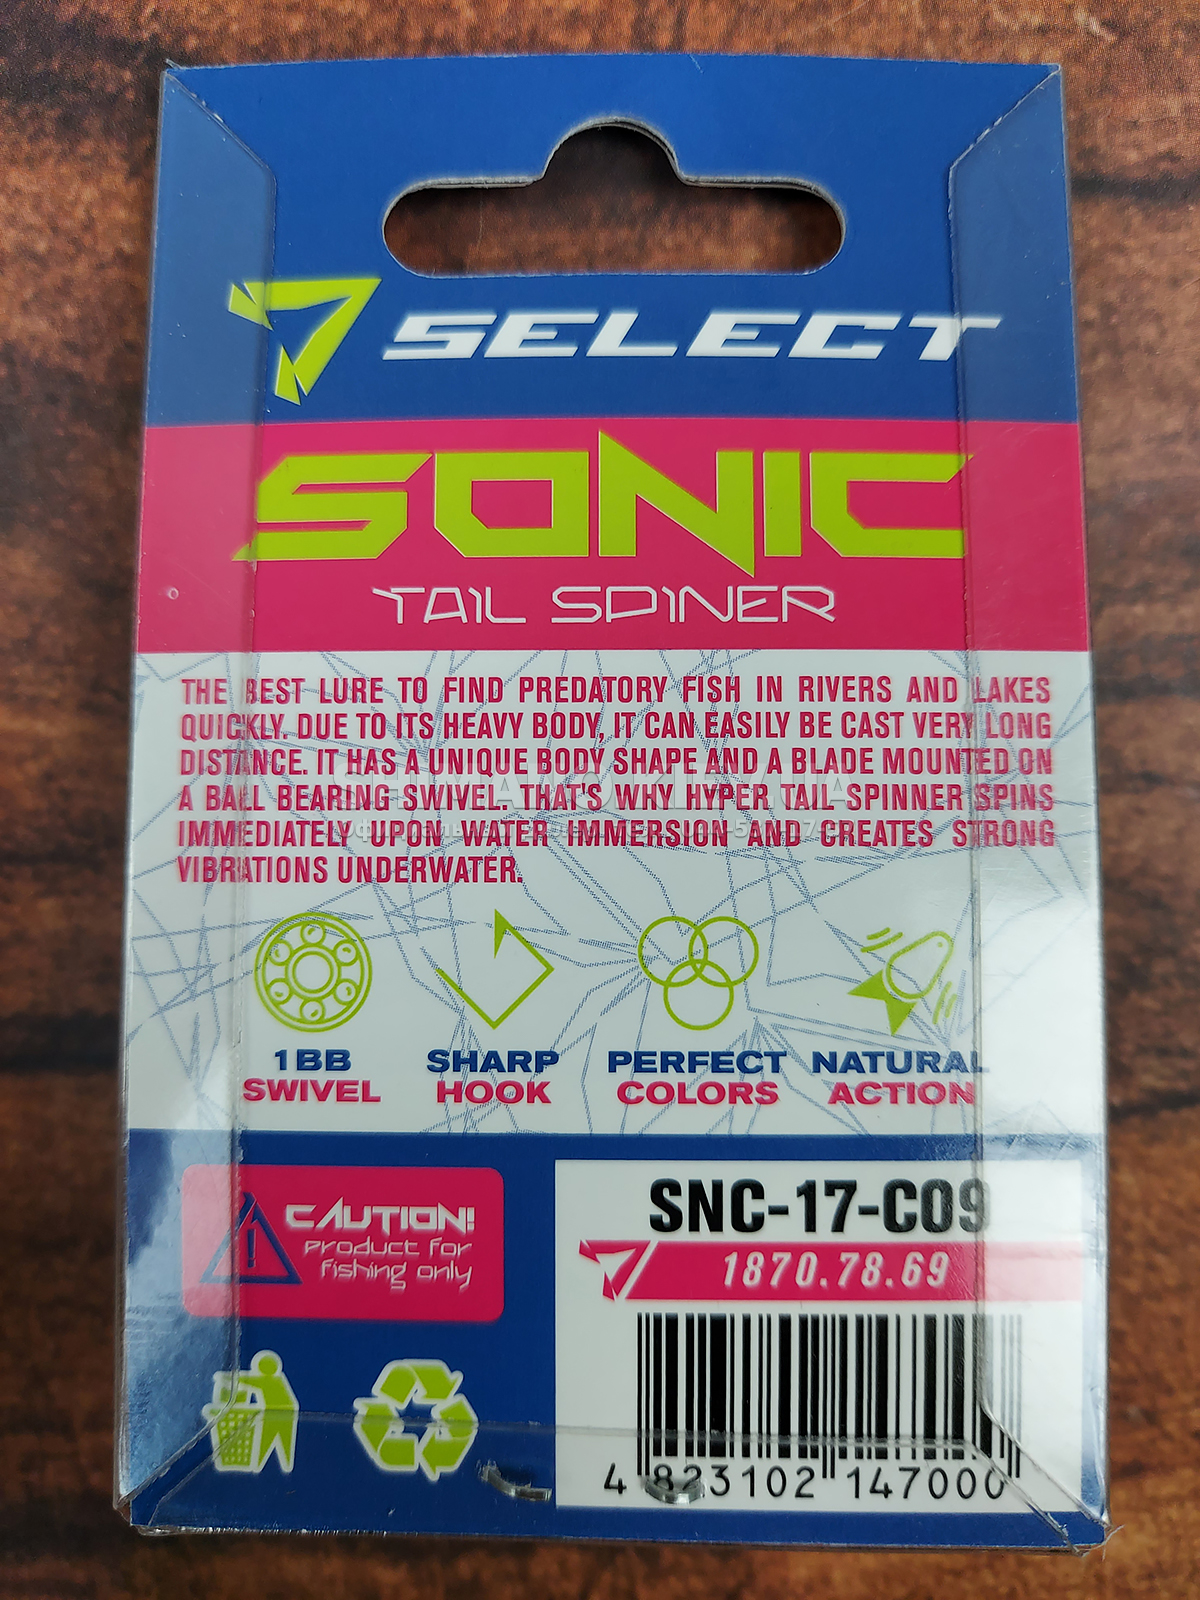 SELECT
SONIC
TAIL SPINER
THE BEST LURE TO FIND PREDATORY FISH IN RIVERS AND LAKES
QUICKLY. DUE TO ITS HEAVY BODY, IT CAN EASILY BE CAST VERY LONG
DISTANCE. IT HAS A UNIQUE BODY SHAPE AND A BLADE MOUNTED ON
A BALL BEARING SWIVEL. THAT'S WHY HYPER TAIL SPINNER SPINS
IMMEDIATELY UPON WATER IMMERSION AND CREATES STRONG
VIBRATIONS UNDERWATER.
1BB
SWIVEL
SHARP
HOOK
PERFECT
COLORS
NATURAL
ACTION
CAUTION!
product for
fishing only
SNC-17-C09
1870.78.69
4 823102 147000